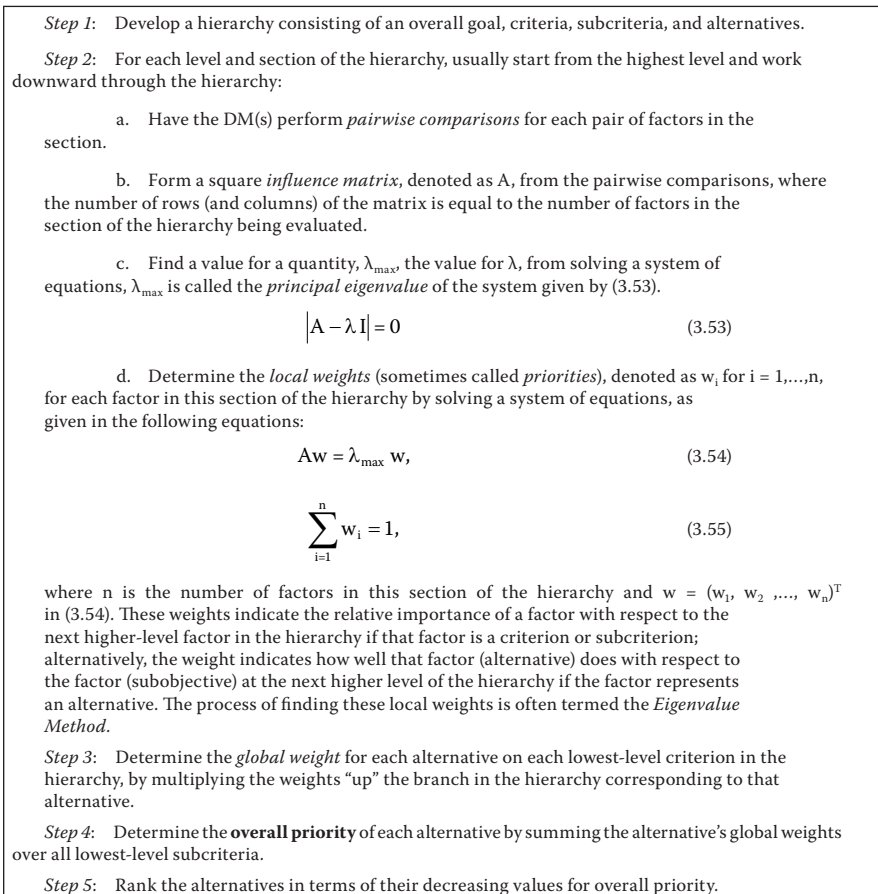 Step 1: Develop a hierarchy consisting of an overall goal, criteria, subcriteria, and alternatives.
Step 2: For each level and section of the hierarchy, usually start from the highest level and work
downward through the hierarchy:
a. Have the DM(s) perform pairwise comparisons for each pair of factors in the
section.
b. Form a square influence matrix, denoted as A, from the pairwise comparisons, where
the number of rows (and columns) of the matrix is equal to the number of factors in the
section of the hierarchy being evaluated.
c. Find a value for a quantity, λmax, the value for λ, from solving a system of
equations, λmax is called the principal eigenvalue of the system given by (3.53).
|A − λ I| = 0 (3.53)
d. Determine the local weights (sometimes called priorities), denoted as wi for i = 1,…,n,
for each factor in this section of the hierarchy by solving a system of equations, as
given in the following equations:
Aw = λmax w, (3.54)
n
∑ wi = 1, (3.55)
i=1
where n is the number of factors in this section of the hierarchy and w = (w1, w2 ,…, wn)T
in (3.54). These weights indicate the relative importance of a factor with respect to the
next higher-level factor in the hierarchy if that factor is a criterion or subcriterion;
alternatively, the weight indicates how well that factor (alternative) does with respect to
the factor (subobjective) at the next higher level of the hierarchy if the factor represents
an alternative. The process of finding these local weights is often termed the Eigenvalue
Method.
Step 3: Determine the global weight for each alternative on each lowest-level criterion in the
hierarchy, by multiplying the weights “up” the branch in the hierarchy corresponding to that
alternative.
Step 4: Determine the overall priority of each alternative by summing the alternative’s global weights
over all lowest-level subcriteria.
Step 5: Rank the alternatives in terms of their decreasing values for overall priority.